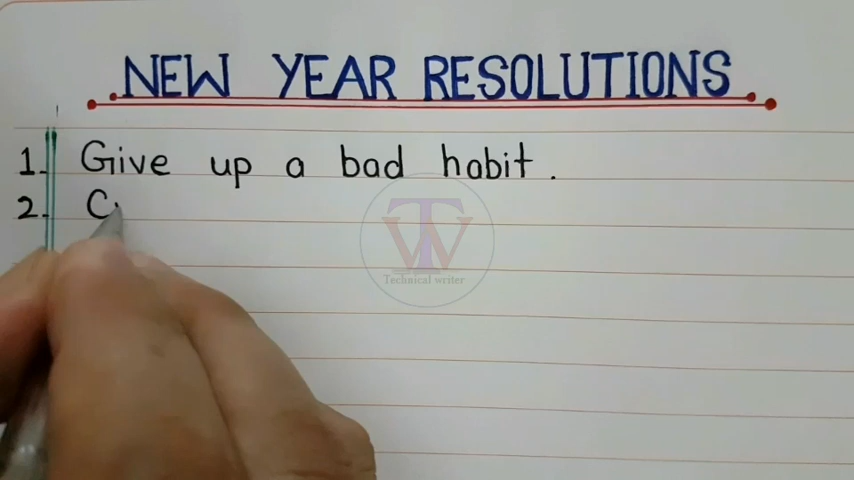 NEW YEAR RESOLUTIONS
1. Give up a bad habit.
2. C
TW
Technical writer